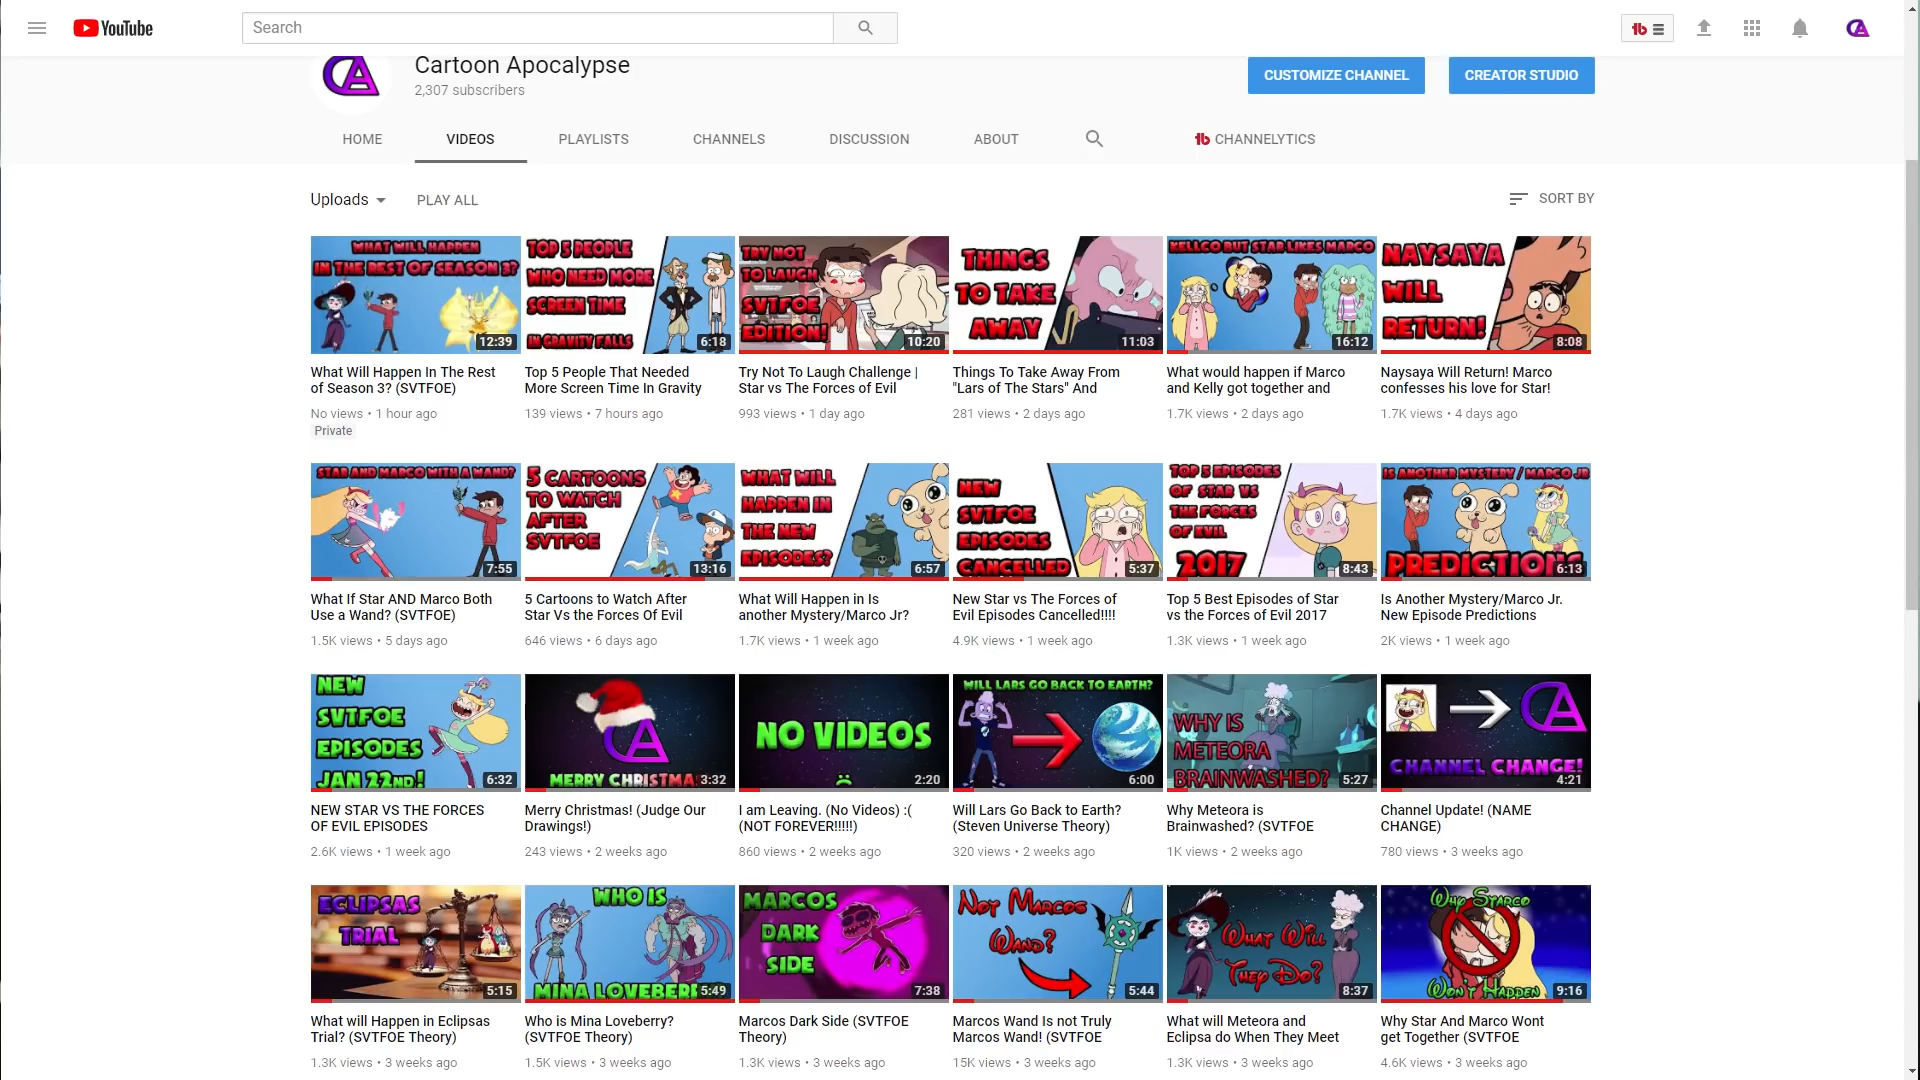 YouTube
Search
Cartoon Apocalypse
2,307 subscribers
CUSTOMIZE CHANNEL
CREATOR STUDIO
HOME
VIDEOS
PLAYLISTS
CHANNELS
DISCUSSION
ABOUT
CHANNELYTICS
Uploads
PLAY ALL
SORT BY
WHAT WILL HAPPEN
IN THE REST OF SEASON 3?
12:39
What Will Happen In The Rest
of Season 3? (SVTFOE)
No views • 1 hour ago
Private
TOP 5 PEOPLE
WHO NEED MORE
SCREEN TIME
IN GRAVITY FALLS
6:18
Top 5 People That Needed
More Screen Time In Gravity
139 views • 7 hours ago
TRY NOT
TO LAUGH
SVTFOE
EDITION!
10:20
Try Not To Laugh Challenge |
Star vs The Forces of Evil
993 views • 1 day ago
THINGS
TO TAKE
AWAY
11:03
Things To Take Away From
"Lars of The Stars" And
281 views • 2 days ago
KELLCO BUT STAR LIKES MARCO
16:12
What would happen if Marco
and Kelly got together and
1.7K views • 2 days ago
NAYSAYA
WILL
RETURN!
8:08
Naysaya Will Return! Marco
confesses his love for Star!
1.7K views • 4 days ago
STAR AND MARCO WITH A WAND?
7:55
What If Star AND Marco Both
Use a Wand? (SVTFOE)
1.5K views • 5 days ago
5 CARTOONS
TO WATCH
AFTER
SVTFOE
13:16
5 Cartoons to Watch After
Star Vs the Forces Of Evil
646 views • 6 days ago
WHAT WILL
HAPPEN IN
THE NEW
EPISODES?
6:57
What Will Happen in Is
another Mystery/Marco Jr?
1.7K views • 1 week ago
NEW
SVTFOE
EPISODES
CANCELLED
5:37
New Star vs The Forces of
Evil Episodes Cancelled!!!!
4.9K views • 1 week ago
TOP 5 EPISODES
OF STAR VS
THE FORCES
OF EVIL
2017
8:43
Top 5 Best Episodes of Star
vs the Forces of Evil 2017
1.3K views • 1 week ago
IS ANOTHER MYSTERY / MARCO JR
PREDICTION
6:13
Is Another Mystery/Marco Jr.
New Episode Predictions
2K views • 1 week ago
NEW
SVTFOE
EPISODES
JAN 22ND!
6:32
NEW STAR VS THE FORCES
OF EVIL EPISODES
2.6K views • 1 week ago
MERRY CHRISTMA
3:32
Merry Christmas! (Judge Our
Drawings!)
243 views • 2 weeks ago
NO VIDEOS
:(
2:20
I am Leaving. (No Videos) :(
(NOT FOREVER!!!!!)
860 views • 2 weeks ago
WILL LARS GO BACK TO EARTH?
6:00
Will Lars Go Back to Earth?
(Steven Universe Theory)
320 views • 2 weeks ago
WHY IS
METEORA
BRAINWASHED?
5:27
Why Meteora is
Brainwashed? (SVTFOE
1K views • 2 weeks ago
CHANNEL CHANGE!
4:21
Channel Update! (NAME
CHANGE)
780 views • 3 weeks ago
ECLIPSAS
TRIAL
5:15
What will Happen in Eclipsas
Trial? (SVTFOE Theory)
1.3K views • 3 weeks ago
WHO IS
MINA LOVEBERR
5:49
Who is Mina Loveberry?
(SVTFOE Theory)
1.5K views • 3 weeks ago
MARCOS
DARK
SIDE
7:38
Marcos Dark Side (SVTFOE
Theory)
1.3K views • 3 weeks ago
Not Marcos
Wand?
5:44
Marcos Wand Is not Truly
Marcos Wand! (SVTFOE
15K views • 3 weeks ago
What Will
They Do?
8:37
What will Meteora and
Eclipsa do When They Meet
1.3K views • 3 weeks ago
Why Starco
Won't Happen
9:16
Why Star And Marco Wont
get Together (SVTFOE
4.6K views • 3 weeks ago